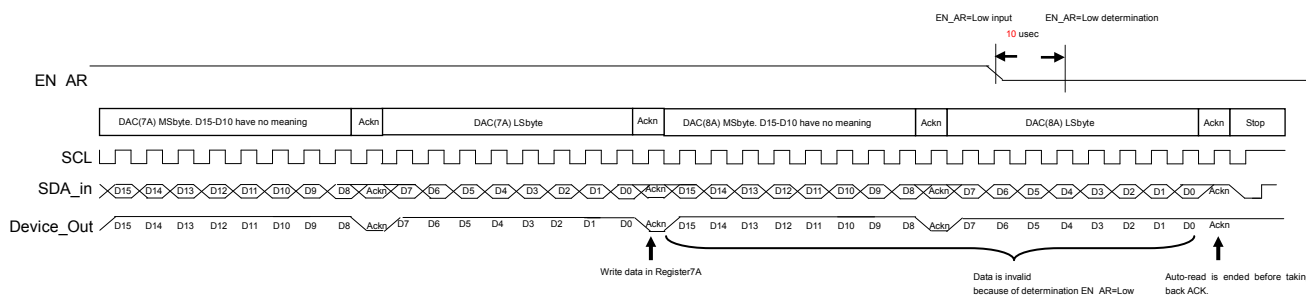 EN_AR=Low input EN_AR=Low determination
10 usec
EN AR
DAC(7A) MSbyte. D15-D10 have no meaning Ackn DAC(7A) LSbyte Ackn DAC(8A) MSbyte. D15-D10 have no meaning Ackn DAC(8A) LSbyte Ackn Stop
SCL
SDA_in D15 D14 D13 D12 D11 D10 D9 D8 Ackn D7 D6 D5 D4 D3 D2 D1 D0 Ackn D15 D14 D13 D12 D11 D10 D9 D8 Ackn D7 D6 D5 D4 D3 D2 D1 D0 Ackn
Device_Out D15 D14 D13 D12 D11 D10 D9 D8 Ackn D7 D6 D5 D4 D3 D2 D1 D0 Ackn D15 D14 D13 D12 D11 D10 D9 D8 Ackn D7 D6 D5 D4 D3 D2 D1 D0 Ackn
Write data in Register7A
Data is invalid
because of determination EN AR=Low
Auto-read is ended before takin
back ACK.